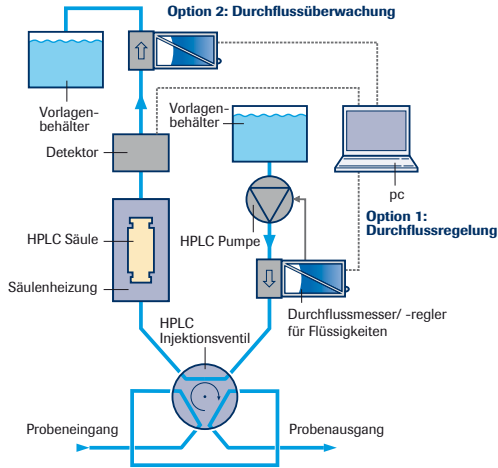 Option 2: Durchflussüberwachung
Vorlagen-
behälter
Vorlagen-
behälter
Detektor
pc
Option 1:
Durchflussregelung
HPLC Säule
HPLC Pumpe
Säulenheizung
Durchflussmesser/ -regler
für Flüssigkeiten
HPLC
Injektionsventil
Probeneingang
Probenausgang